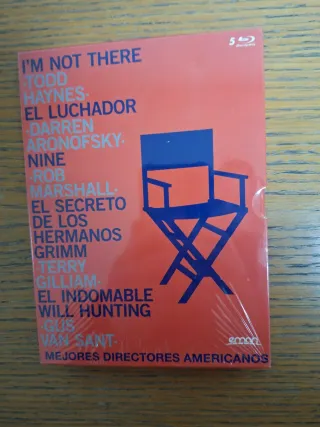 5
I'M NOT THERE
·TODD
HAYNES·
EL LUCHADOR
·DARREN
ARONOFSKY·
NINE
·ROB
MARSHALL·
EL SECRETO
DE LOS
HERMANOS
GRIMM
·TERRY
GILLIAM·
EL INDOMABLE
WILL HUNTING
·GUS
VAN SANT·
MEJORES DIRECTORES AMERICANOS